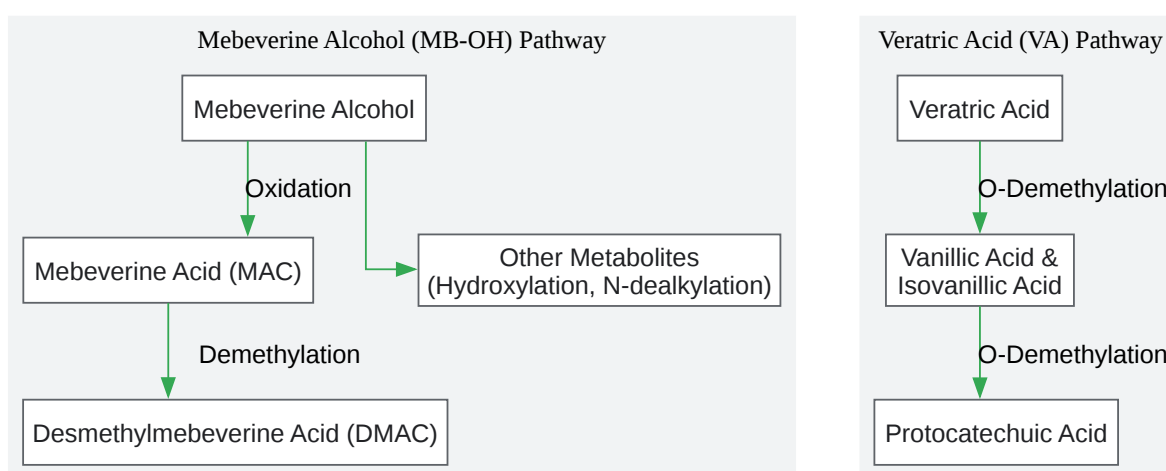 Mebeverine Alcohol (MB-OH) Pathway
Mebeverine Alcohol
Oxidation
Mebeverine Acid (MAC)
Other Metabolites
(Hydroxylation, N-dealkylation)
Demethylation
Desmethylmebeverine Acid (DMAC)
Veratric Acid (VA) Pathway
Veratric Acid
O-Demethylation
Vanillic Acid &
Isovanillic Acid
O-Demethylation
Protocatechuic Acid